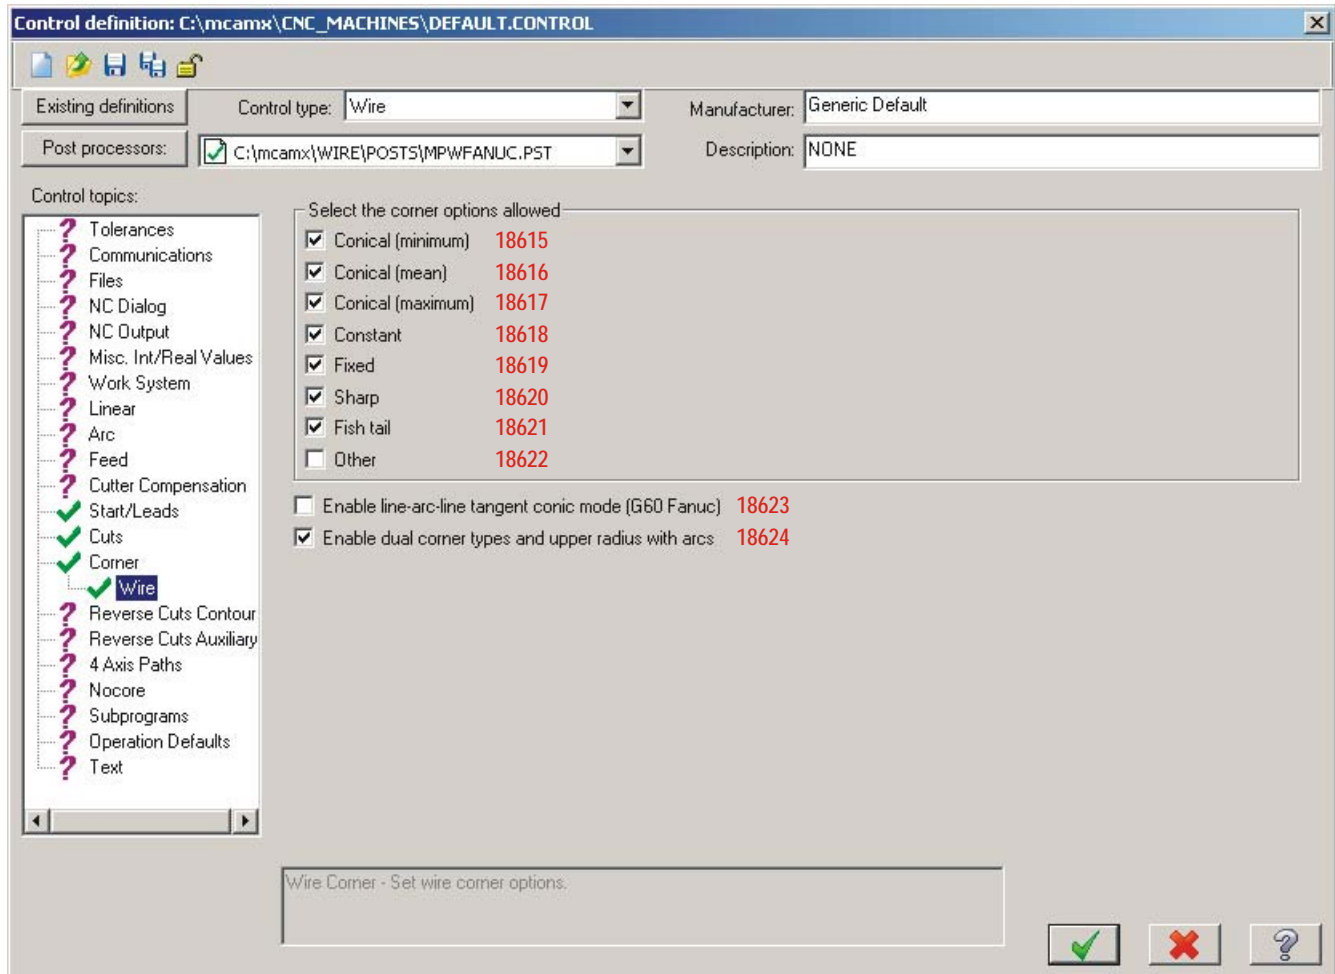 Control definition: C:\mcamx\CNC_MACHINES\DEFAULT.CONTROL
Existing definitions
Control type: Wire
Manufacturer: Generic Default
Post processors:
C:\mcamx\WIRE\POSTS\MPWFANUC.PST
Description: NONE
Control topics:
Tolerances
Communications
Files
NC Dialog
NC Output
Misc. Int/Real Values
Work System
Linear
Arc
Feed
Cutter Compensation
Start/Leads
Cuts
Corner
Wire
Reverse Cuts Contour
Reverse Cuts Auxiliary
4 Axis Paths
Nocore
Subprograms
Operation Defaults
Text
Select the corner options allowed
Conical (minimum) 18615
Conical (mean) 18616
Conical (maximum) 18617
Constant 18618
Fixed 18619
Sharp 18620
Fish tail 18621
Other 18622
Enable line-arc-line tangent conic mode (G60 Fanuc) 18623
Enable dual corner types and upper radius with arcs 18624
Wire Corner - Set wire corner options.